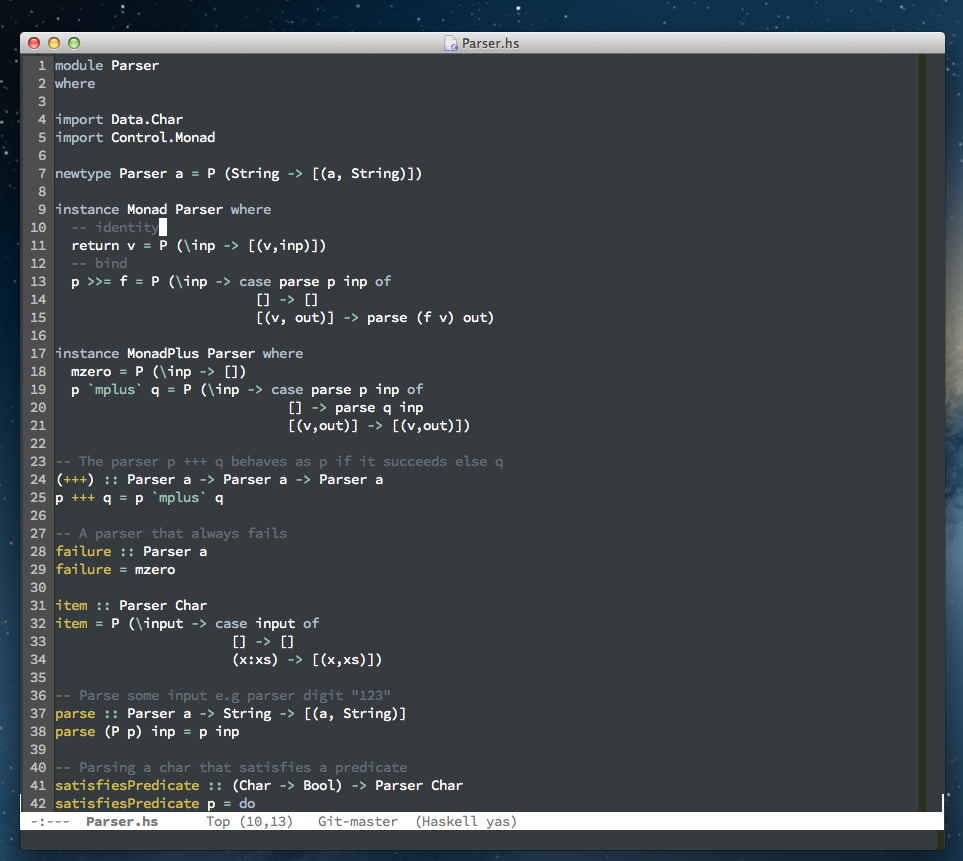 Parser.hs
1 module Parser
2 where
3
4 import Data.Char
5 import Control.Monad
6
7 newtype Parser a = P (String -> [(a, String)])
8
9 instance Monad Parser where
10   -- identity
11   return v = P (\inp -> [(v,inp)])
12   -- bind
13   p >>= f = P (\inp -> case parse p inp of
14                          [] -> []
15                          [(v, out)] -> parse (f v) out)
16
17 instance MonadPlus Parser where
18   mzero = P (\inp -> [])
19   p `mplus` q = P (\inp -> case parse p inp of
20                              [] -> parse q inp
21                              [(v,out)] -> [(v,out)])
22
23 -- The parser p +++ q behaves as p if it succeeds else q
24 (+++) :: Parser a -> Parser a -> Parser a
25 p +++ q = p `mplus` q
26
27 -- A parser that always fails
28 failure :: Parser a
29 failure = mzero
30
31 item :: Parser Char
32 item = P (\input -> case input of
33                       [] -> []
34                       (x:xs) -> [(x,xs)])
35
36 -- Parse some input e.g parser digit "123"
37 parse :: Parser a -> String -> [(a, String)]
38 parse (P p) inp = p inp
39
40 -- Parsing a char that satisfies a predicate
41 satisfiesPredicate :: (Char -> Bool) -> Parser Char
42 satisfiesPredicate p = do
-:---  Parser.hs      Top (10,13)   Git-master  (Haskell yas)